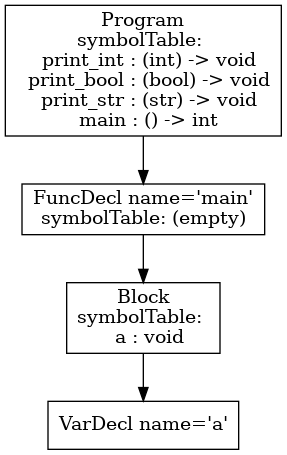 Program
symbolTable:
print_int : (int) -> void
print_bool : (bool) -> void
print_str : (str) -> void
main : () -> int
FuncDecl name='main'
symbolTable: (empty)
Block
symbolTable:
a : void
VarDecl name='a'